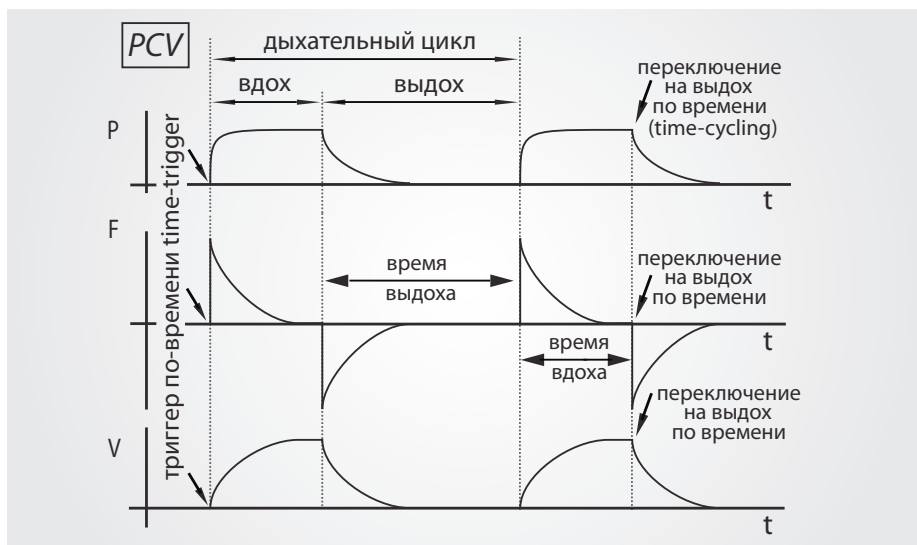 PCV
дыхательный цикл
вдох
выдох
переключение
на выдох
по времени
(time-cycling)
P
t
триггер по-времени time-trigger
F
время
выдоха
переключение
на выдох
по времени
t
время
вдоха
переключение
на выдох
по времени
V
t